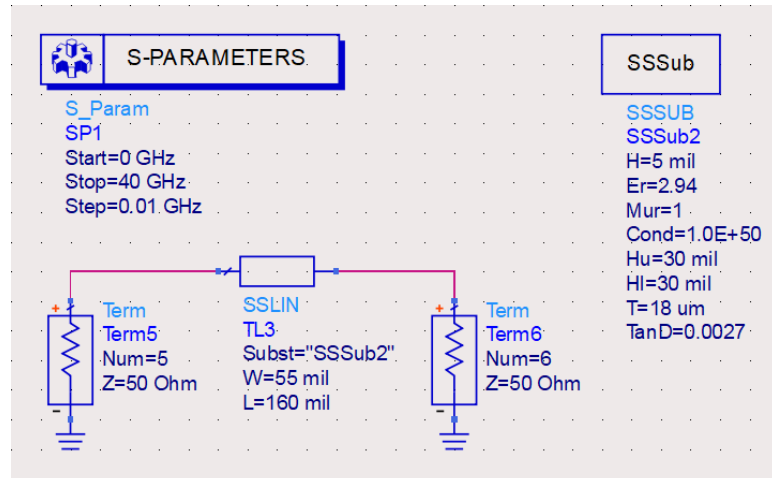 S-PARAMETERS
S_Param
SP1
Start=0 GHz
Stop=40 GHz
Step=0.01 GHz
SSSub
SSSUB
SSSub2
H=5 mil
Er=2.94
Mur=1
Cond=1.0E+50
Hu=30 mil
Hl=30 mil
T=18 um
TanD=0.0027
+
Term
Term5
Num=5
Z=50 Ohm
-
SSLIN
TL3
Subst="SSSub2"
W=55 mil
L=160 mil
+
Term
Term6
Num=6
Z=50 Ohm
-